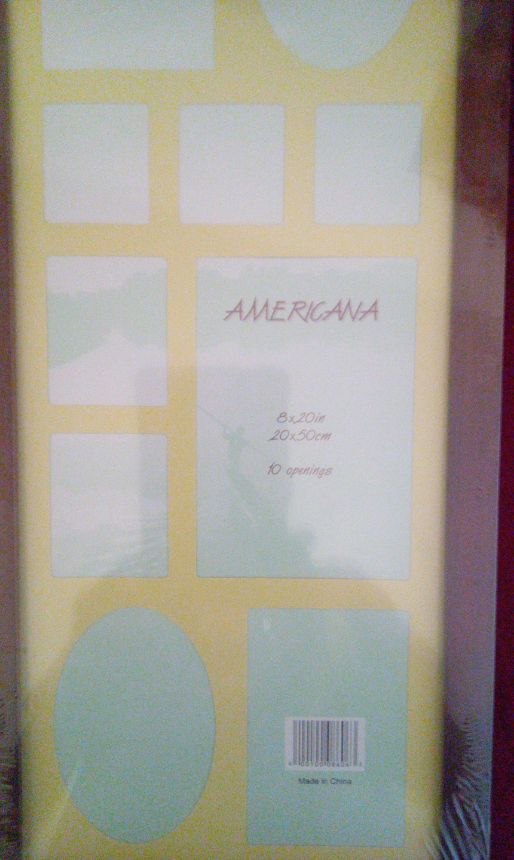 AMERICANA
8x20in
20x50cm
10 openings
Made in China